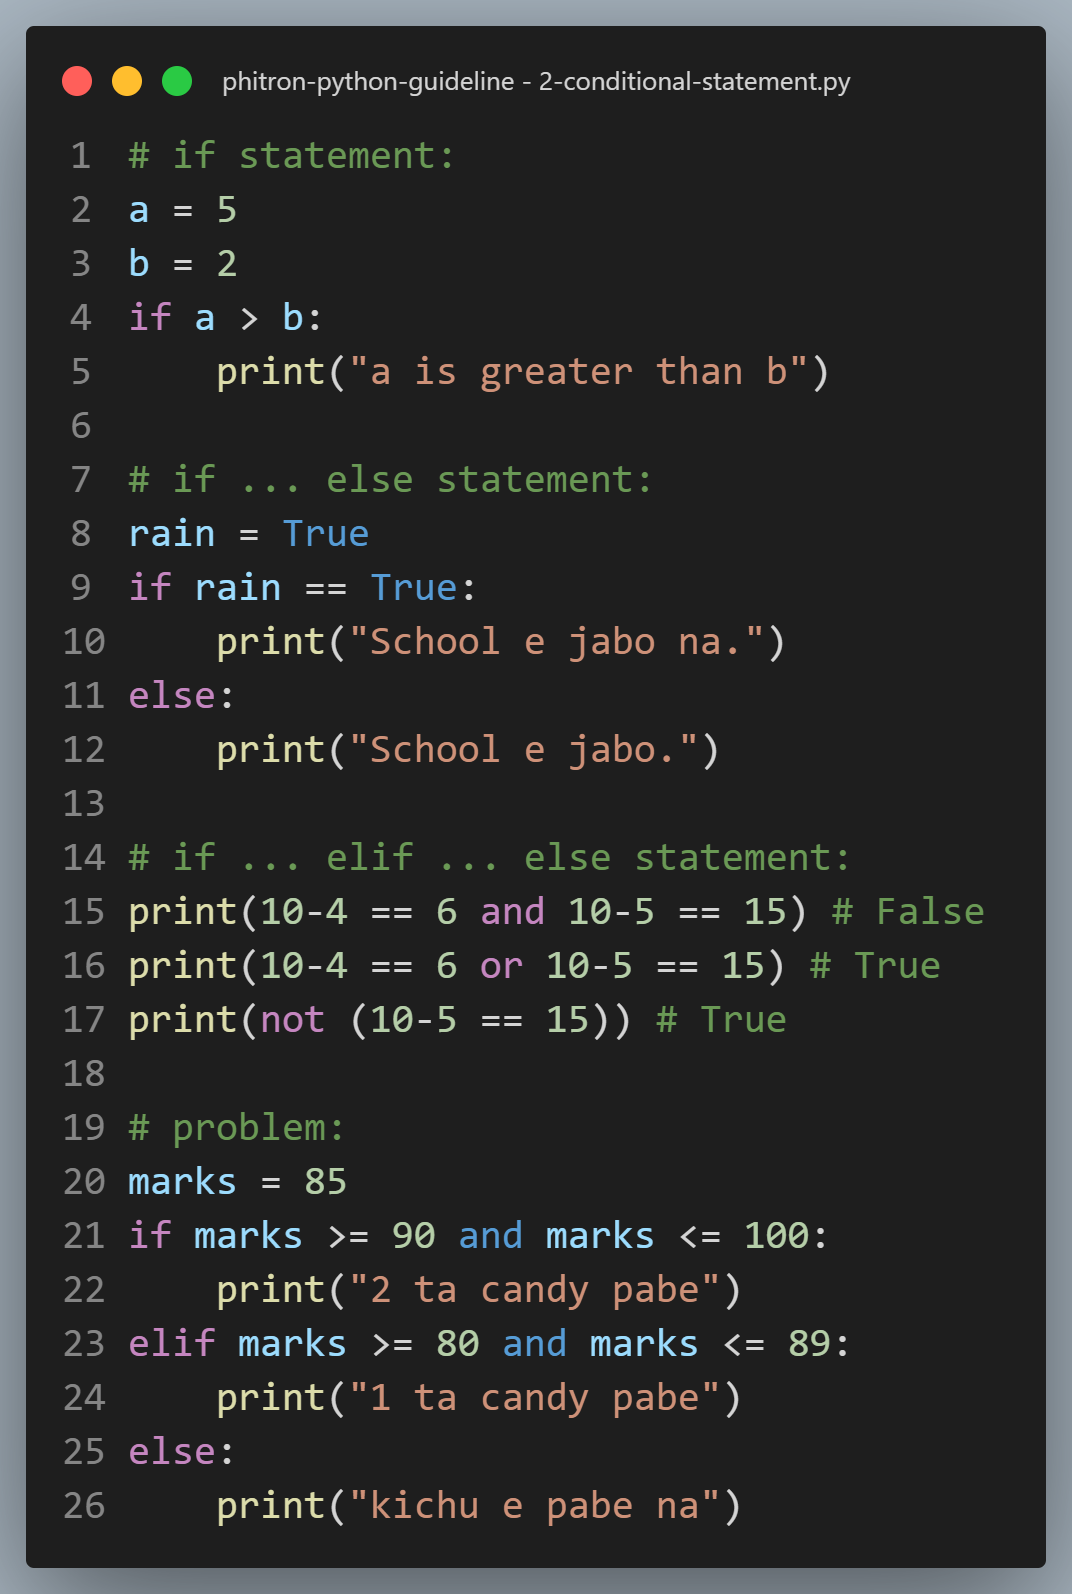 phitron-python-guideline - 2-conditional-statement.py
1 # if statement:
2 a = 5
3 b = 2
4 if a > b:
5     print("a is greater than b")
6
7 # if ... else statement:
8 rain = True
9 if rain == True:
10     print("School e jabo na.")
11 else:
12     print("School e jabo.")
13
14 # if ... elif ... else statement:
15 print(10-4 == 6 and 10-5 == 15) # False
16 print(10-4 == 6 or 10-5 == 15) # True
17 print(not (10-5 == 15)) # True
18
19 # problem:
20 marks = 85
21 if marks >= 90 and marks <= 100:
22     print("2 ta candy pabe")
23 elif marks >= 80 and marks <= 89:
24     print("1 ta candy pabe")
25 else:
26     print("kichu e pabe na")